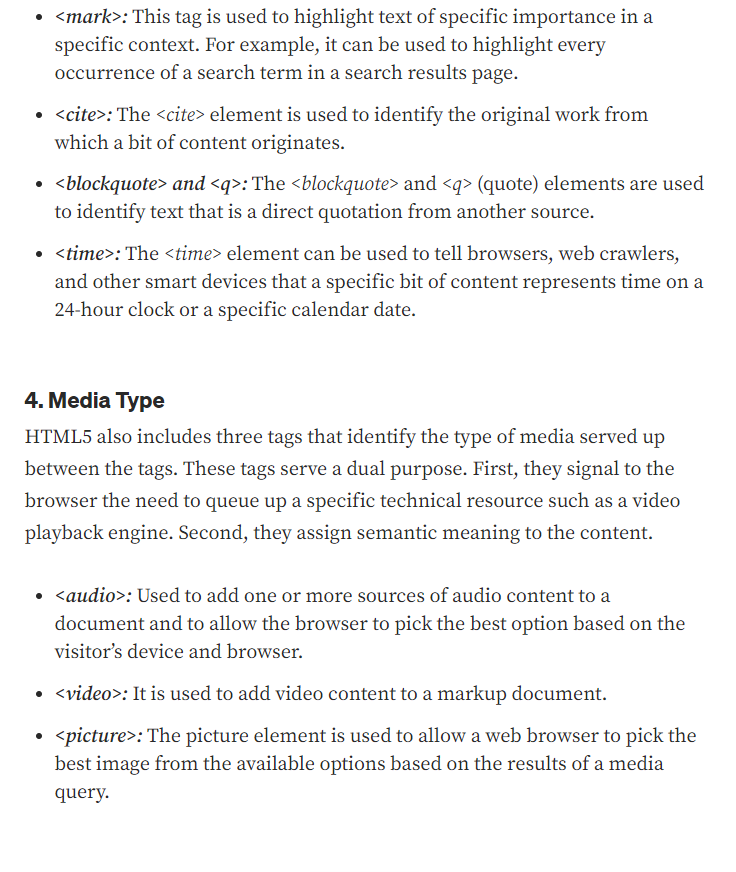 • <mark>: This tag is used to highlight text of specific importance in a
specific context. For example, it can be used to highlight every
occurrence of a search term in a search results page.
• <cite>: The <cite> element is used to identify the original work from
which a bit of content originates.
• <blockquote> and <q>: The <blockquote> and <q> (quote) elements are used
to identify text that is a direct quotation from another source.
• <time>: The <time> element can be used to tell browsers, web crawlers,
and other smart devices that a specific bit of content represents time on a
24-hour clock or a specific calendar date.
4. Media Type
HTML5 also includes three tags that identify the type of media served up
between the tags. These tags serve a dual purpose. First, they signal to the
browser the need to queue up a specific technical resource such as a video
playback engine. Second, they assign semantic meaning to the content.
• <audio>: Used to add one or more sources of audio content to a
document and to allow the browser to pick the best option based on the
visitor’s device and browser.
• <video>: It is used to add video content to a markup document.
• <picture>: The picture element is used to allow a web browser to pick the
best image from the available options based on the results of a media
query.